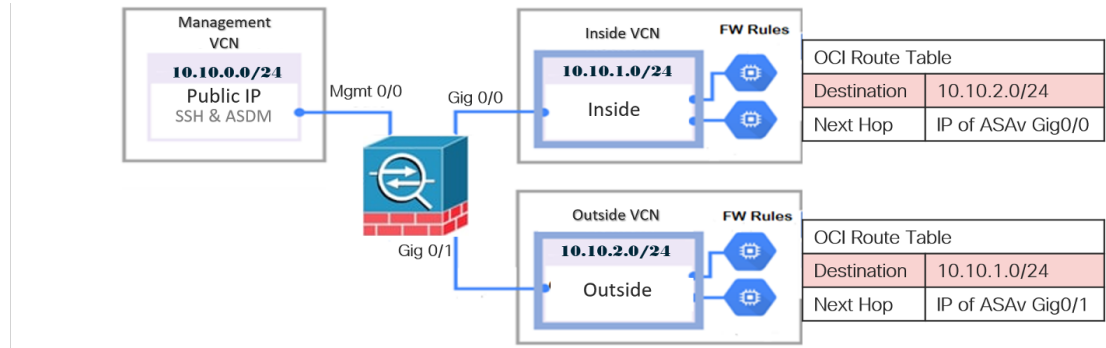 Management
VCN
10.10.0.0/24
Public IP
SSH & ASDM
Mgmt 0/0
Gig 0/0
Gig 0/1
Inside VCN
FW Rules
10.10.1.0/24
Inside
OCI Route Table
Destination 10.10.2.0/24
Next Hop IP of ASAv Gig0/0
Outside VCN
FW Rules
10.10.2.0/24
Outside
OCI Route Table
Destination 10.10.1.0/24
Next Hop IP of ASAv Gig0/1